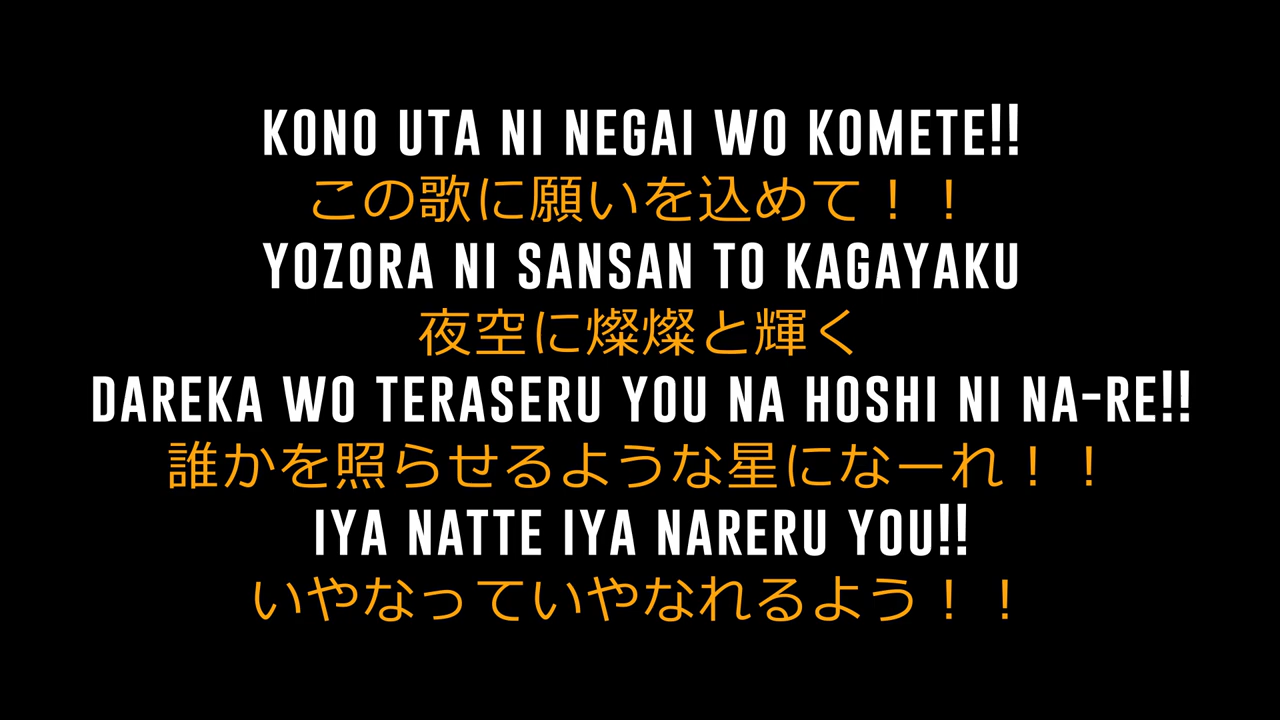 KONO UTA NI NEGAI WO KOMETE!!
この歌に願いを込めて！！
YOZORA NI SANSAN TO KAGAYAKU
夜空に燦燦と輝く
DAREKA WO TERASERU YOU NA HOSHI NI NA-RE!!
誰かを照らせるような星になーれ！！
IYA NATTE IYA NARERU YOU!!
いやなっていやなれるよう！！